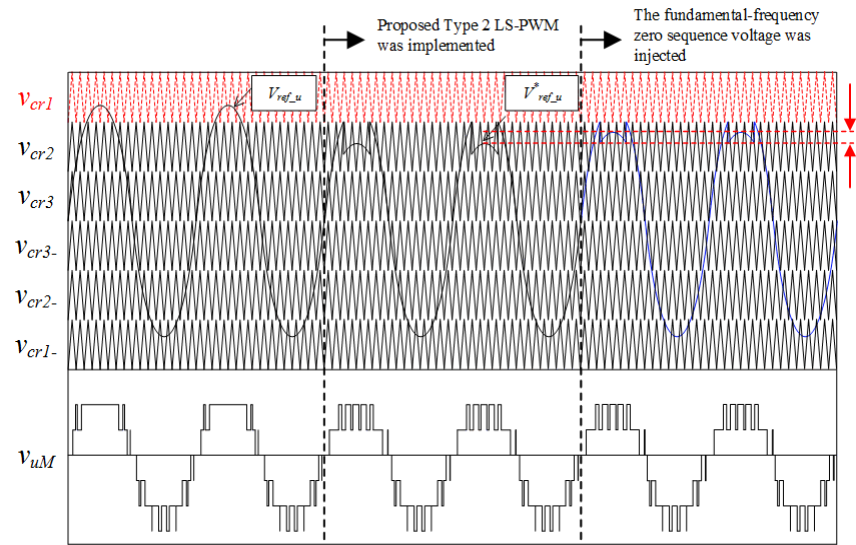 Proposed Type 2 LS-PWM
was implemented
The fundamental-frequency
zero sequence voltage was
injected
v_cr1
V_ref_u
V*_ref_u
v_cr2
v_cr3
v_cr3-
v_cr2-
v_cr1-
v_uM